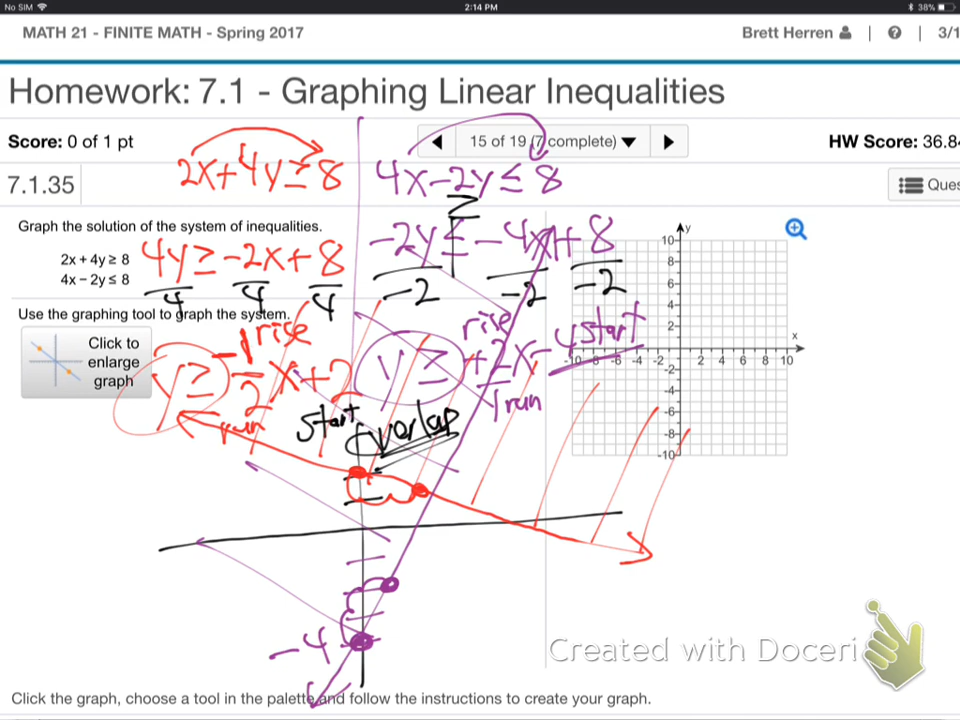 No SIM 2:14 PM 38%
MATH 21 - FINITE MATH - Spring 2017 Brett Herren | ? | 3/1
Homework: 7.1 - Graphing Linear Inequalities
Score: 0 of 1 pt 15 of 19 (7 complete) HW Score: 36.8
2x+4y≥8 4x-2y≤8
7.1.35 Ques
Graph the solution of the system of inequalities.
2x + 4y ≥ 8
4x − 2y ≤ 8
4y≥-2x+8 -2y≤-4x+8
4 4 4 -2 -2 -2
Use the graphing tool to graph the system.
Click to
enlarge
graph
rise rise start
y≥-1/2x+2 y≥+2x-4
run 1 run
start overlap
y
10
8
6
4
2
x
-10 -8 -6 -4 -2 2 4 6 8 10
-2
-4
-6
-8
-10
-4
Created with Doceri
Click the graph, choose a tool in the palette and follow the instructions to create your graph.